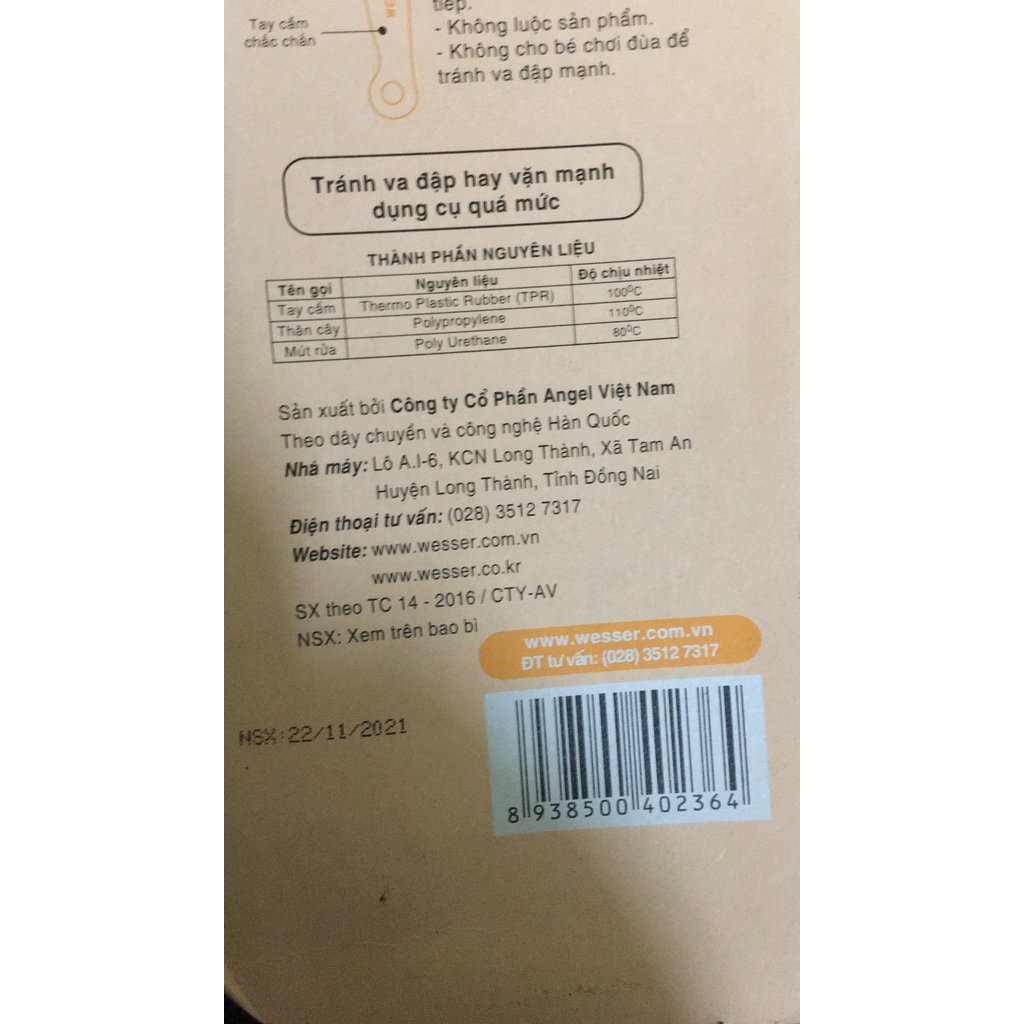 tiếp.
- Không luộc sản phẩm.
- Không cho bé chơi đùa để
tránh va đập mạnh.
Tay cầm
chắc chắn
WE
Tránh va đập hay vặn mạnh
dụng cụ quá mức
THÀNH PHẦN NGUYÊN LIỆU
Tên gọi Nguyên liệu Độ chịu nhiệt
Tay cầm Thermo Plastic Rubber (TPR) 100ºC
Thân cây Polypropylene 110ºC
Mút rửa Poly Urethane 80ºC
Sản xuất bởi Công ty Cổ Phần Angel Việt Nam
Theo dây chuyền và công nghệ Hàn Quốc
Nhà máy: Lô A.I-6, KCN Long Thành, Xã Tam An
Huyện Long Thành, Tỉnh Đồng Nai
Điện thoại tư vấn: (028) 3512 7317
Website: www.wesser.com.vn
www.wesser.co.kr
SX theo TC 14 - 2016 / CTY-AV
NSX: Xem trên bao bì
www.wesser.com.vn
ĐT tư vấn: (028) 3512 7317
NSX:22/11/2021
8 938500 402364